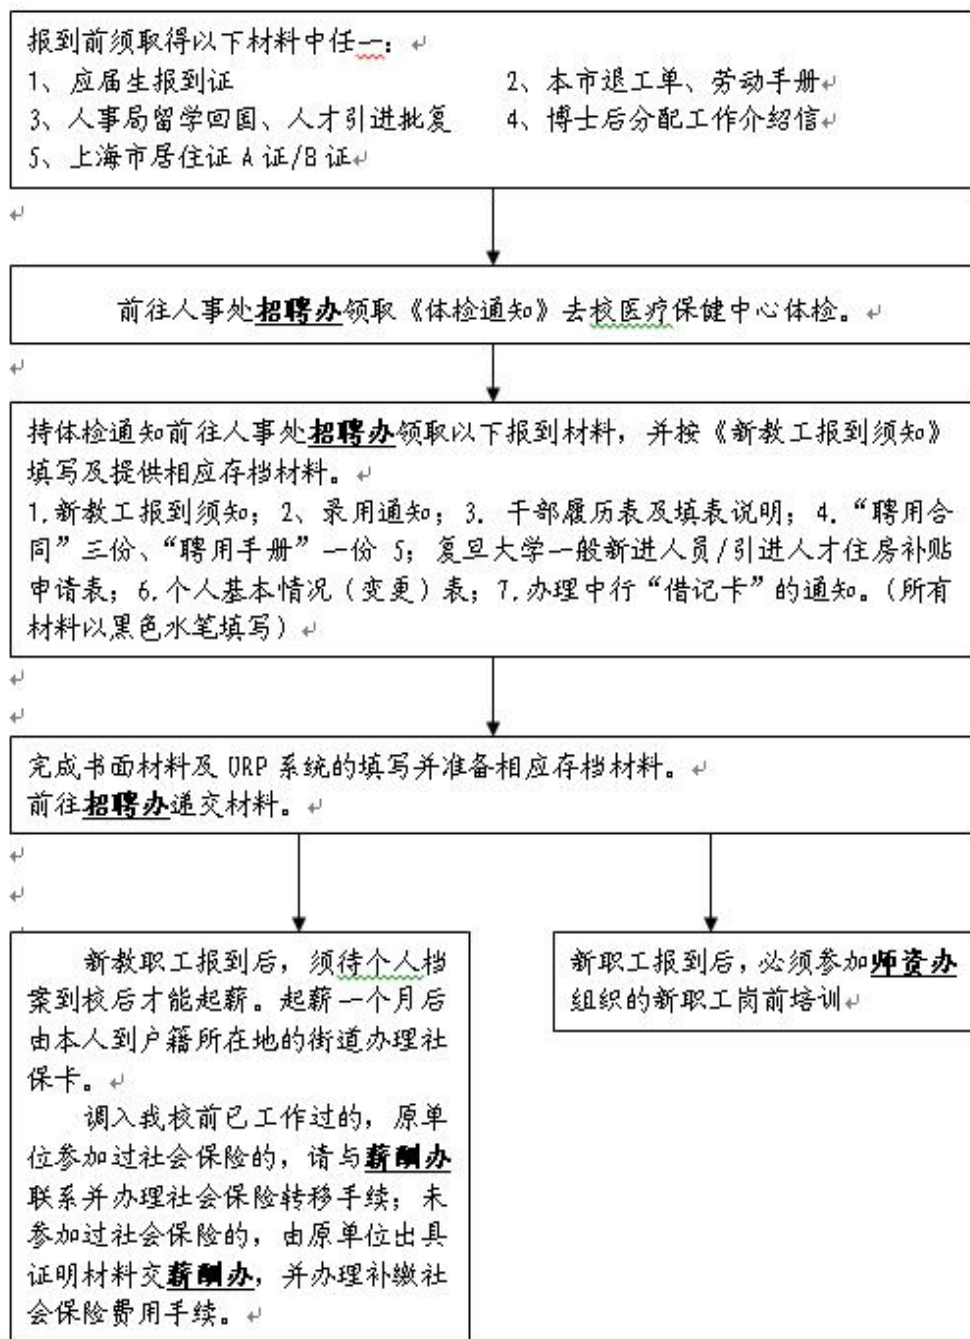 报到前须取得以下材料中任一：
1、应届生报到证 2、本市退工单、劳动手册
3、人事局留学回国、人才引进批复 4、博士后分配工作介绍信
5、上海市居住证 A 证/B 证
前往人事处招聘办领取《体检通知》去校医疗保健中心体检。
持体检通知前往人事处招聘办领取以下报到材料，并按《新教工报到须知》
填写及提供相应存档材料。
1.新教工报到须知；2、录用通知；3. 干部履历表及填表说明；4.“聘用合
同”三份、“聘用手册”一份 5；复旦大学一般新进人员/引进人才住房补贴
申请表；6.个人基本情况（变更）表；7.办理中行“借记卡”的通知。（所有
材料以黑色水笔填写）
完成书面材料及 URP 系统的填写并准备相应存档材料。
前往招聘办递交材料。
新教职工报到后，须待个人档
案到校后才能起薪。起薪一个月后
由本人到户籍所在地的街道办理社
保卡。
调入我校前已工作过的，原单
位参加过社会保险的，请与薪酬办
联系并办理社会保险转移手续；未
参加过社会保险的，由原单位出具
证明材料交薪酬办，并办理补缴社
会保险费用手续。
新职工报到后，必须参加师资办
组织的新职工岗前培训